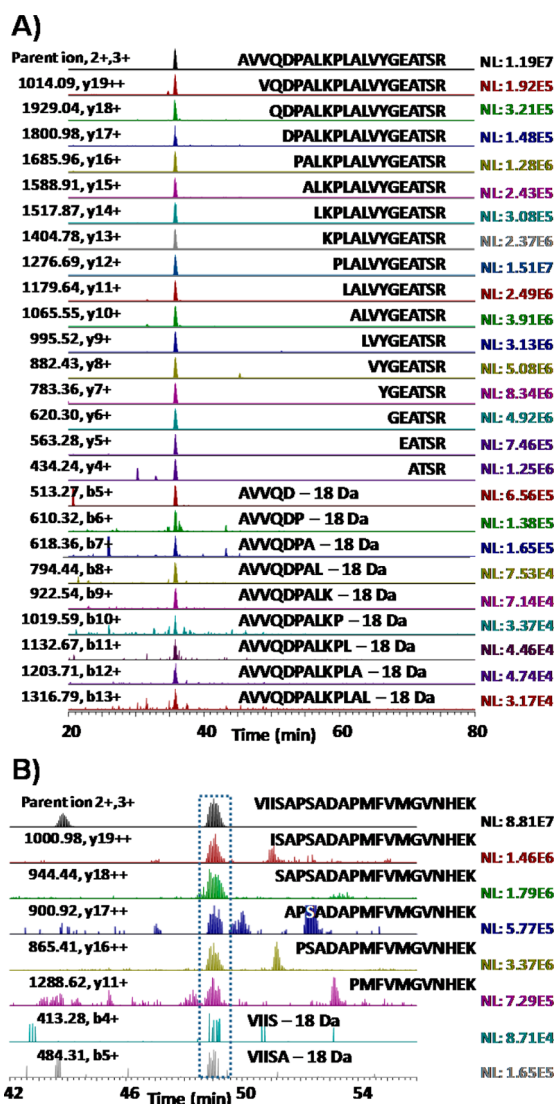 A)
Parent ion, 2+,3+ AVVQDPALKPLALVYGEATSR NL: 1.19E7
1014.09, y19++ VQDPALKPLALVYGEATSR NL: 1.92E5
1929.04, y18+ QDPALKPLALVYGEATSR NL: 3.21E5
1800.98, y17+ DPALKPLALVYGEATSR NL: 1.48E5
1685.96, y16+ PALKPLALVYGEATSR NL: 1.28E6
1588.91, y15+ ALKPLALVYGEATSR NL: 2.43E5
1517.87, y14+ LKPLALVYGEATSR NL: 3.08E5
1404.78, y13+ KPLALVYGEATSR NL: 2.37E6
1276.69, y12+ PLALVYGEATSR NL: 1.51E7
1179.64, y11+ LALVYGEATSR NL: 2.49E6
1065.55, y10+ ALVYGEATSR NL: 3.91E6
995.52, y9+ LVYGEATSR NL: 3.13E6
882.43, y8+ VYGEATSR NL: 5.08E6
783.36, y7+ YGEATSR NL: 8.34E6
620.30, y6+ GEATSR NL: 4.92E6
563.28, y5+ EATSR NL: 7.46E5
434.24, y4+ ATSR NL: 1.25E6
513.27, b5+ AVVQD – 18 Da NL: 6.56E5
610.32, b6+ AVVQDP – 18 Da NL: 1.38E5
618.36, b7+ AVVQDPA – 18 Da NL: 1.65E5
794.44, b8+ AVVQDPAL – 18 Da NL: 7.53E4
922.54, b9+ AVVQDPALK – 18 Da NL: 7.14E4
1019.59, b10+ AVVQDPALKP – 18 Da NL: 3.37E4
1132.67, b11+ AVVQDPALKPL – 18 Da NL: 4.46E4
1203.71, b12+ AVVQDPALKPLA – 18 Da NL: 4.74E4
1316.79, b13+ AVVQDPALKPLAL – 18 Da NL: 3.17E4
20 40 60 80
Time (min)
B)
Parent ion 2+,3+ VIISAPSADAPMFVMGVNHEK NL: 8.81E7
1000.98, y19++ ISAPSADAPMFVMGVNHEK NL: 1.46E6
944.44, y18++ SAPSADAPMFVMGVNHEK NL: 1.79E6
900.92, y17++ APSADAPMFVMGVNHEK NL: 5.77E5
865.41, y16++ PSADAPMFVMGVNHEK NL: 3.37E6
1288.62, y11+ PMFVMGVNHEK NL: 7.29E5
413.28, b4+ VIIS – 18 Da NL: 8.71E4
484.31, b5+ VIISA – 18 Da NL: 1.65E5
42 46 50 54
Time (min)